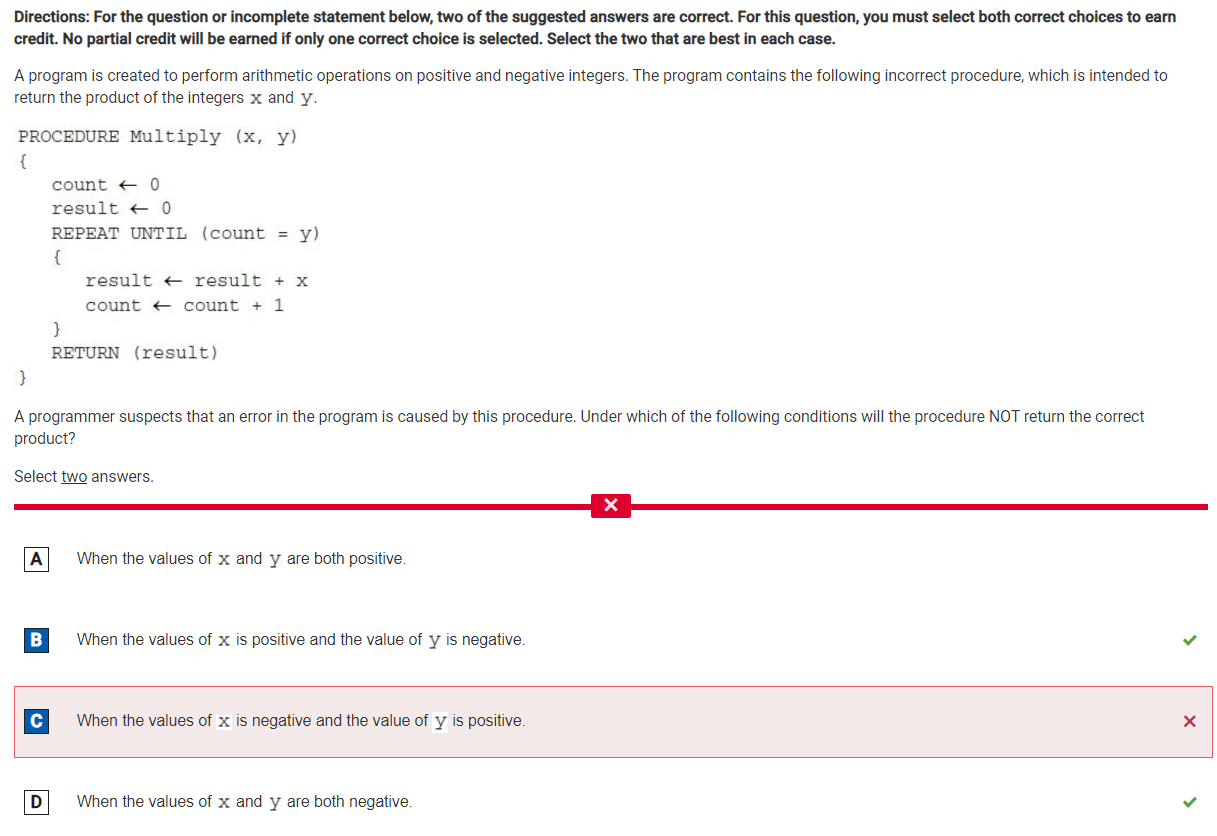 Directions: For the question or incomplete statement below, two of the suggested answers are correct. For this question, you must select both correct choices to earn
credit. No partial credit will be earned if only one correct choice is selected. Select the two that are best in each case.
A program is created to perform arithmetic operations on positive and negative integers. The program contains the following incorrect procedure, which is intended to
return the product of the integers x and y.
PROCEDURE Multiply (x, y)
{
count ← 0
result ← 0
REPEAT UNTIL (count = y)
{
result ← result + x
count ← count + 1
}
RETURN (result)
}
A programmer suspects that an error in the program is caused by this procedure. Under which of the following conditions will the procedure NOT return the correct
product?
Select two answers.
A When the values of x and y are both positive.
B When the values of x is positive and the value of y is negative.
C When the values of x is negative and the value of y is positive.
D When the values of x and y are both negative.